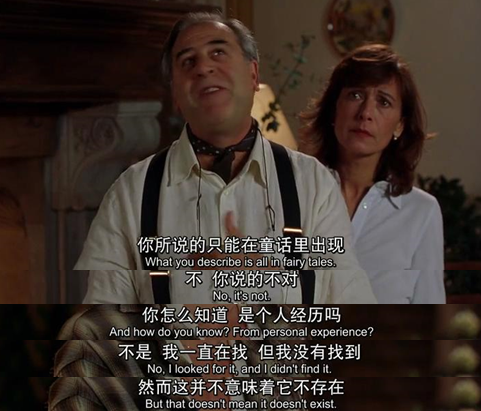 你所说的只能在童话里出现
What you describe is all in fairy tales.
不 你说的不对
No, it's not.
你怎么知道 是个人经历吗
And how do you know? From personal experience?
不是 我一直在找 但我没有找到
No, I looked for it, and I didn't find it.
然而这并不意味着它不存在
But that doesn't mean it doesn't exist.